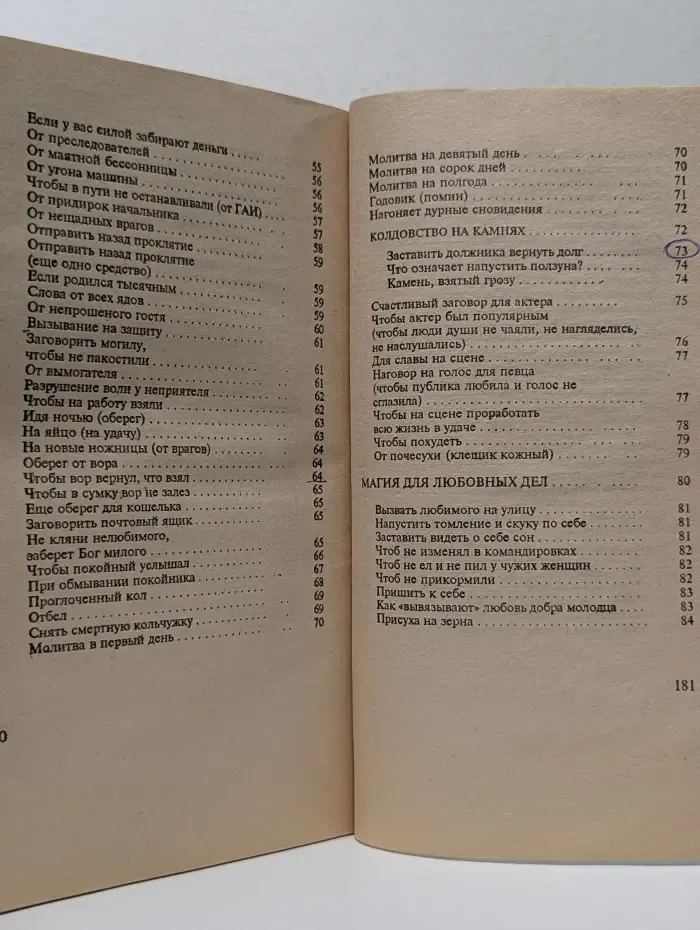 Если у вас силой забирают деньги ..... 55
От преследователей ............ 56
От маятной бессонницы .......... 56
От угона машины ............. 56
Чтобы в пути не останавливали (от ГАИ) ... 57
От придирок начальника .......... 57
От нещадных врагов ............ 58
Отправить назад проклятие ........ 59
Отправить назад проклятие
(еще одно средство) ............ 59
Если родился тысячным .......... 59
Слова от всех ядов ............ 59
От непрошеного гостя ........... 60
Вызывание на защиту ........... 61
Заговорить могилу,
чтобы не пакостили ............ 61
От вымогателя .............. 61
Разрушение воли у неприятеля ....... 62
Чтобы на работу взяли .......... 62
Идя ночью (оберег) ............ 63
На яйцо (на удачу) ............ 63
На новые ножницы (от врагов) ....... 64
Оберег от вора .............. 64
Чтобы вор вернул, что взял ........ 64
Чтобы в сумку вор не залез ........ 65
Еще оберег для кошелька ......... 65
Заговорить почтовый ящик ......... 65
Не кляни нелюбимого,
заберет Бог милого ............ 65
Чтобы покойный услышал .......... 66
При обмывании покойника ......... 67
Проглоченный кол ............. 68
Отбел .................. 69
Снять смертную кольчужку ......... 69
Молитва в первый день .......... 70
0
Молитва на девятый день .......... 70
Молитва на сорок дней ........... 70
Молитва на полгода ............ 71
Годовик (помин) .............. 71
Нагоняет дурные сновидения ........ 72
КОЛДОВСТВО НА КАМНЯХ ........... 72
Заставить должника вернуть долг ...... 73
Что означает напустить ползуна? ...... 74
Камень, взятый грозу ........... 74
Счастливый заговор для актера ....... 75
Чтобы актер был популярным
(чтобы люди души не чаяли, не нагляделись,
не наслушались) .............. 76
Для славы на сцене ............ 77
Наговор на голос для певца
(чтобы публика любила и голос не
сглазила) ................ 77
Чтобы на сцене проработать
всю жизнь в удаче ............ 78
Чтобы похудеть .............. 79
От почесухи (клещик кожный) ........ 79
МАГИЯ ДЛЯ ЛЮБОВНЫХ ДЕЛ .......... 80
Вызвать любимого на улицу ......... 81
Напустить томление и скуку по себе .... 81
Заставить видеть о себе сон ........ 81
Чтоб не изменял в командировках ...... 82
Чтоб не ел и не пил у чужих женщин .... 82
Чтоб не прикормили ............ 82
Пришить к себе .............. 83
Как «вывязывают» любовь добра молодца ... 83
Присуха на зерна ............. 84
181